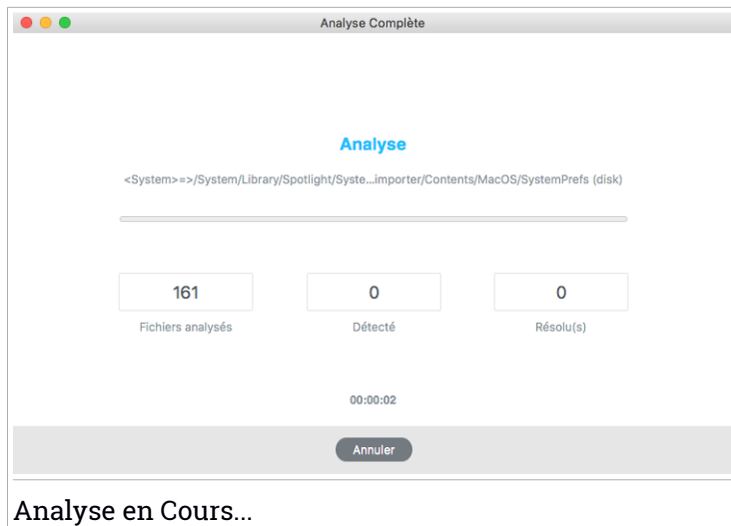 Analyse Complète
Analyse
<System>=>/System/Library/Spotlight/Syste...importer/Contents/MacOS/SystemPrefs (disk)
161 0 0
Fichiers analysés Détecté Résolu(s)
00:00:02
Annuler
Analyse en Cours...